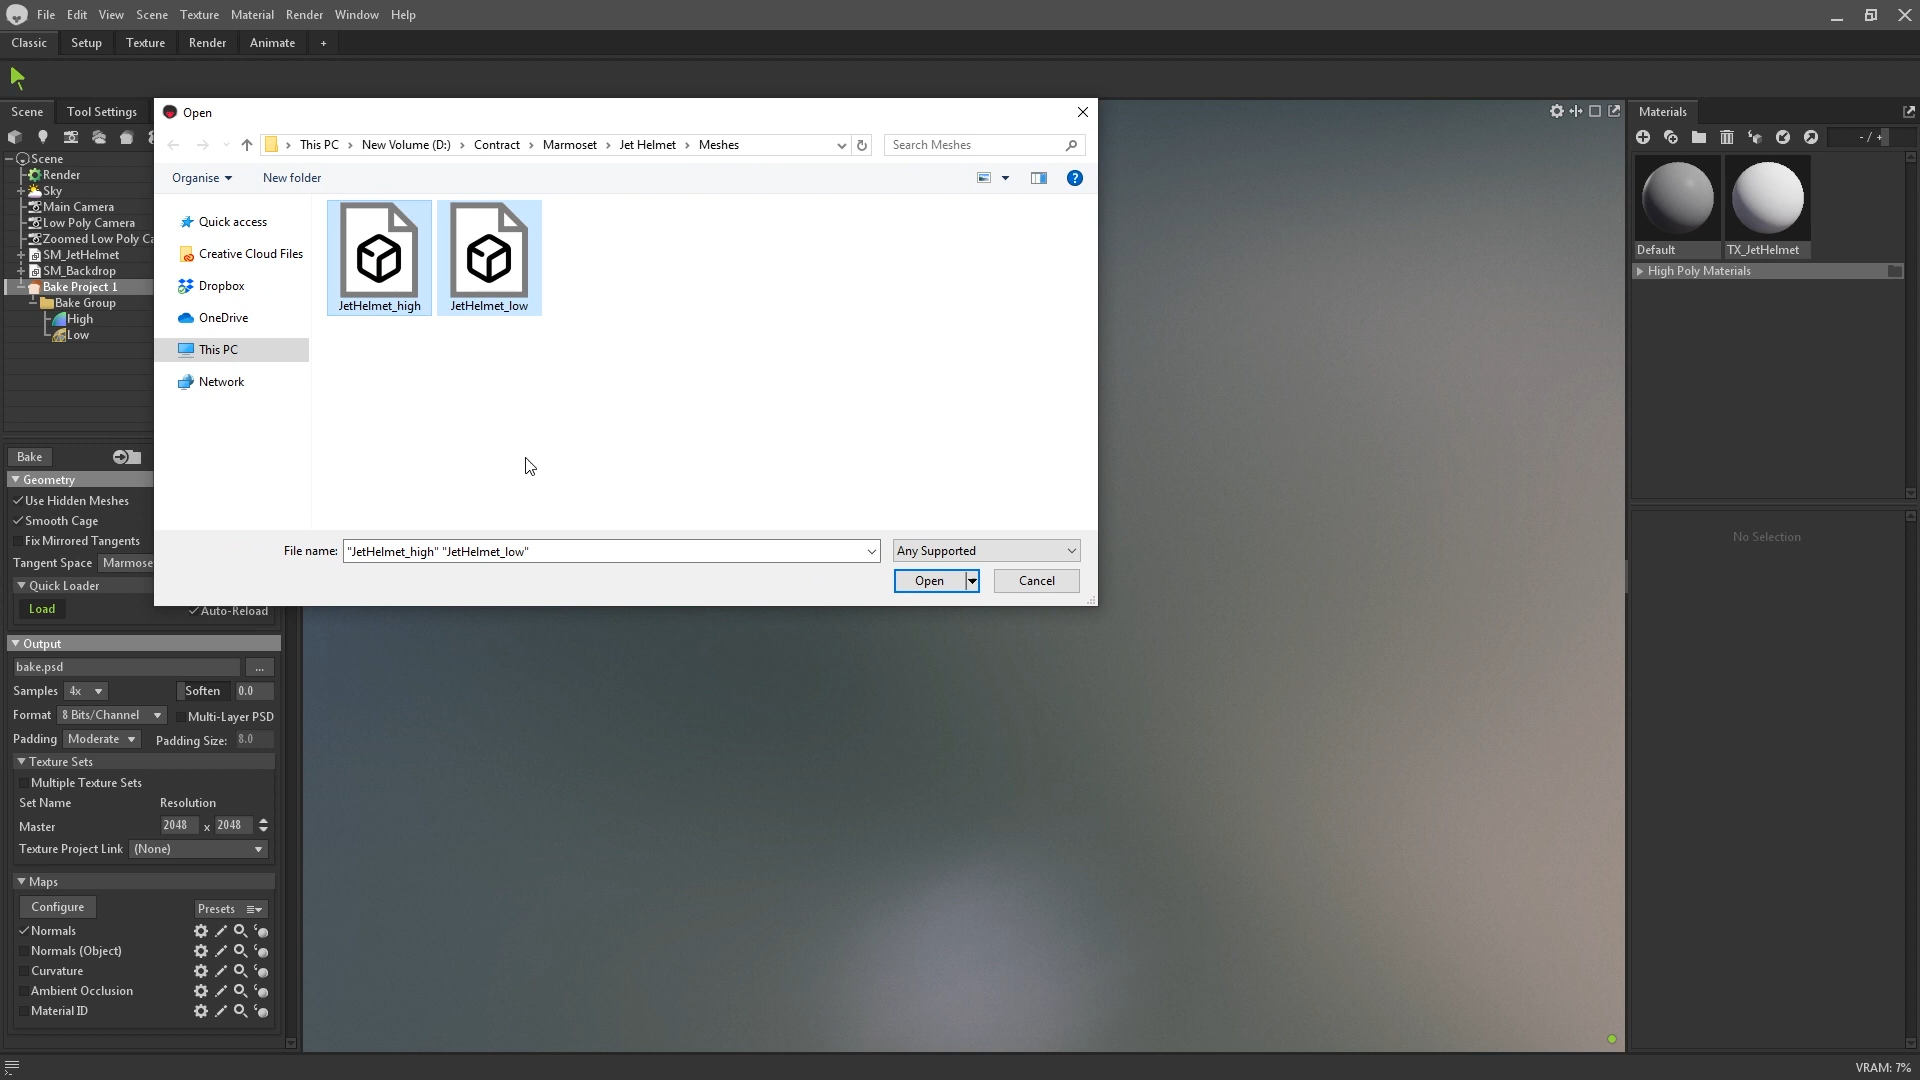 File Edit View Scene Texture Material Render Window Help
Classic Setup Texture Render Animate +
Scene Tool Settings
Scene
Render
Sky
Main Camera
Low Poly Camera
Zoomed Low Poly Ca
SM_JetHelmet
SM_Backdrop
Bake Project 1
Bake Group
High
Low
Bake
Geometry
Use Hidden Meshes
Smooth Cage
Fix Mirrored Tangents
Tangent Space Marmose
Quick Loader
Load Auto-Reload
Output
bake.psd ...
Samples 4x Soften 0.0
Format 8 Bits/Channel Multi-Layer PSD
Padding Moderate Padding Size: 8.0
Texture Sets
Multiple Texture Sets
Set Name Resolution
Master 2048 x 2048
Texture Project Link (None)
Maps
Configure Presets
Normals
Normals (Object)
Curvature
Ambient Occlusion
Material ID
Open
This PC › New Volume (D:) › Contract › Marmoset › Jet Helmet › Meshes
Search Meshes
Organise New folder
Quick access
Creative Cloud Files
Dropbox
OneDrive
This PC
Network
JetHelmet_high JetHelmet_low
File name: "JetHelmet_high" "JetHelmet_low" Any Supported
Open Cancel
Materials
- / +
Default TX_JetHelmet
High Poly Materials
No Selection
VRAM: 7%